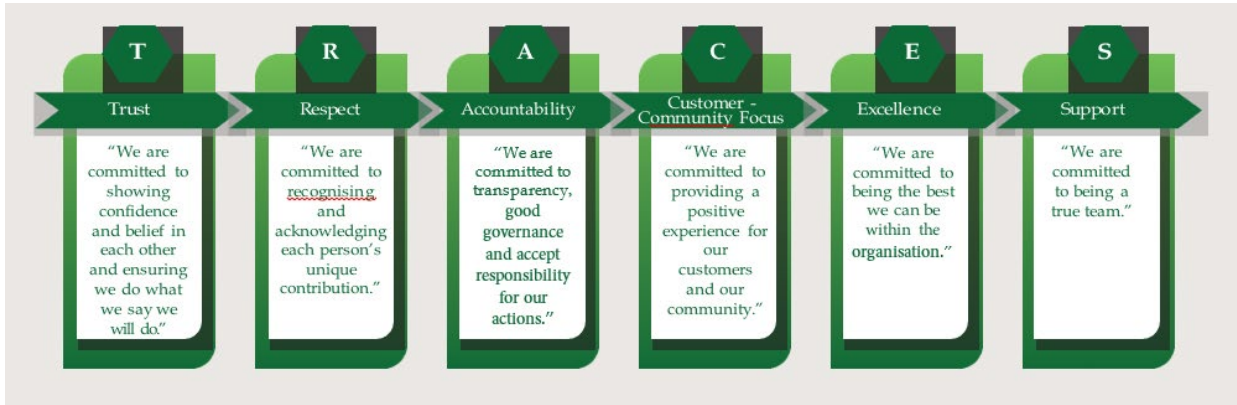 T
Trust
“We are
committed to
showing
confidence
and belief in
each other
and ensuring
we do what
we say we
will do.”
R
Respect
“We are
committed to
recognising
and
acknowledging
each person’s
unique
contribution.”
A
Accountability
“We are
committed to
transparency,
good
governance
and accept
responsibility
for our
actions.”
C
Customer -
Community Focus
“We are
committed to
providing a
positive
experience for
our
customers
and our
community.”
E
Excellence
“We are
committed to
being the best
we can be
within the
organisation.”
S
Support
“We are
committed
to being a
true team.”